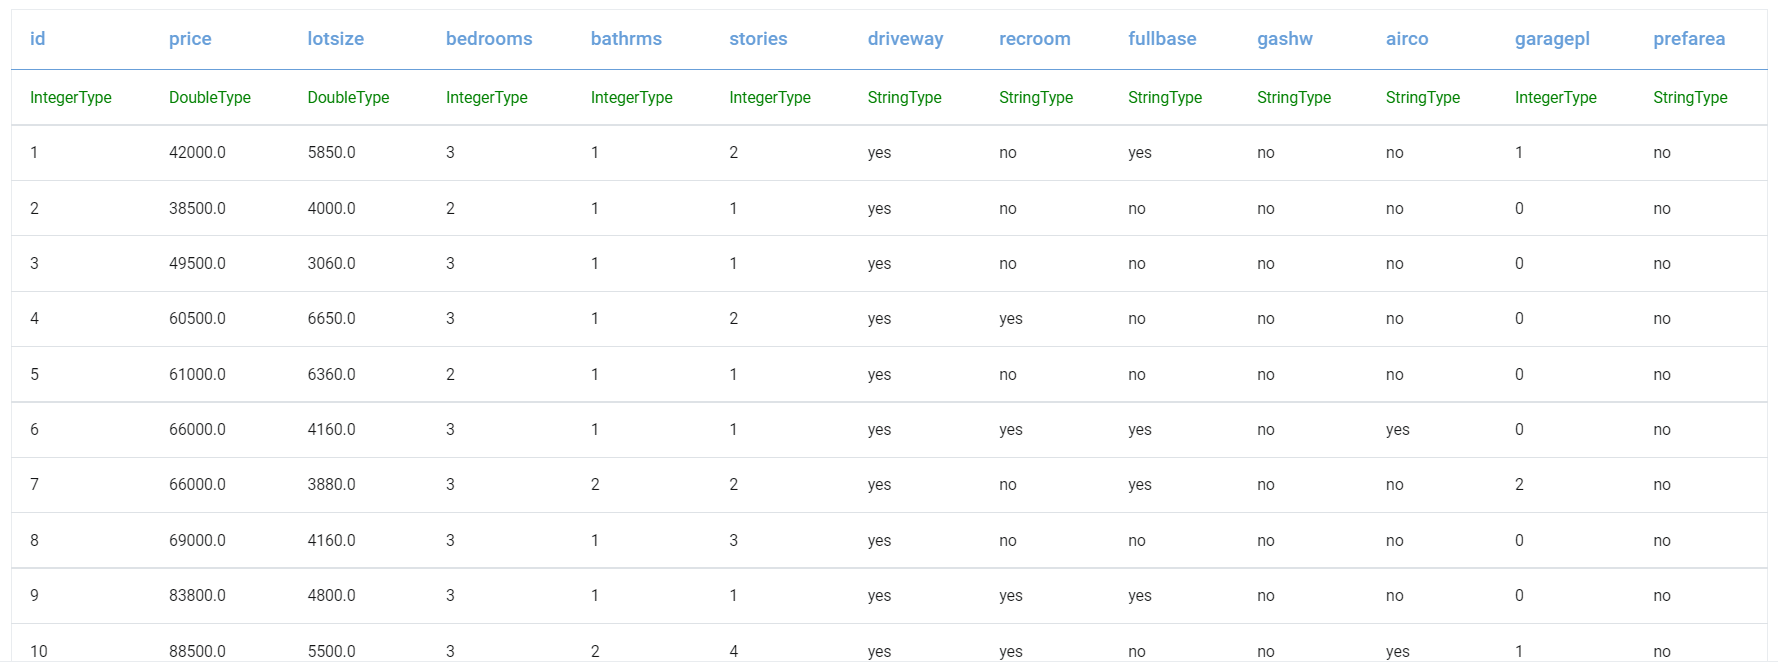 id price lotsize bedrooms bathrms stories driveway recroom fullbase gashw airco garagepl prefarea
IntegerType DoubleType DoubleType IntegerType IntegerType IntegerType StringType StringType StringType StringType StringType IntegerType StringType
1 42000.0 5850.0 3 1 2 yes no yes no no 1 no
2 38500.0 4000.0 2 1 1 yes no no no no 0 no
3 49500.0 3060.0 3 1 1 yes no no no no 0 no
4 60500.0 6650.0 3 1 2 yes yes no no no 0 no
5 61000.0 6360.0 2 1 1 yes no no no no 0 no
6 66000.0 4160.0 3 1 1 yes yes yes no yes 0 no
7 66000.0 3880.0 3 2 2 yes no yes no no 2 no
8 69000.0 4160.0 3 1 3 yes no no no no 0 no
9 83800.0 4800.0 3 1 1 yes yes yes no no 0 no
10 88500.0 5500.0 3 2 4 yes yes no no yes 1 no